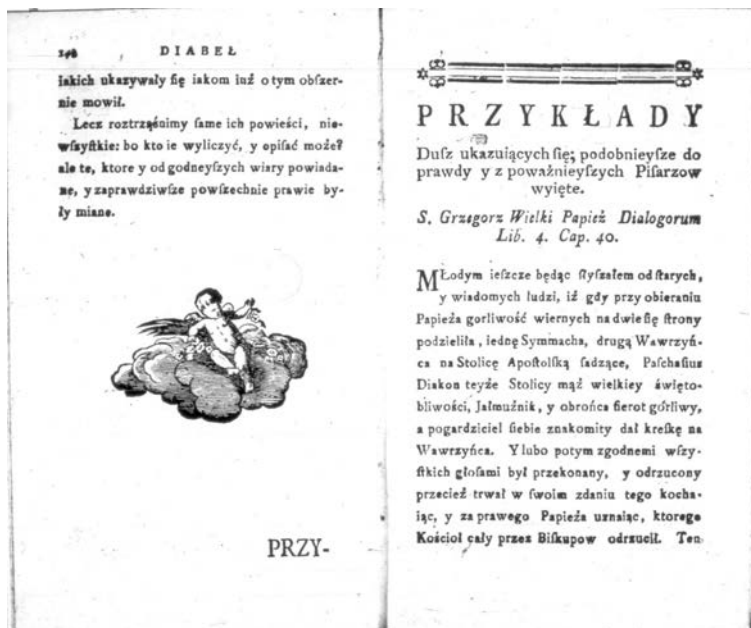 DIABEŁ
iakich ukazywały ſię iakom iuż o tym obſzer-
nie mowił.
Lecz roztrząśnimy ſame ich powieści, nie-
wſzyſtkie: bo kto ie wyliczyć, y opiſać może?
ale te, ktore y od godneyſzych wiary powiada-
ne, y zaprawdziwſze powſzechnie prawie by-
ły miane.
PRZY-
PRZYKŁADY
Duſz ukazuiących ſię; podobnieyſze do
prawdy y z poważnieyſzych Piſarzow
wyięte.
S. Grzegorz Wielki Papież Dialogorum
Lib. 4. Cap. 40.
MŁodym ieſzcze będąc ſłyſzałem od ſtarych,
y wiadomych ludzi, iż gdy przy obieraniu
Papieża gorliwość wiernych na dwie ſię ſtrony
podzieliła, iednę Symmacha, drugą Wawrzyń-
ca na Stolicę Apoſtolſką ſadzące, Paſchaſius
Diakon teyże Stolicy mąż wielkiey święto-
bliwości, Jałmużnik, y obrońca ſierot górliwy,
a pogardziciel ſiebie znakomity dał kreſkę na
Wawrzyńca. Y lubo potym zgodnemi wſzy-
ſtkich głoſami był przekonany, y odrzucony
przecież trwał w ſwoim zdaniu tego kocha-
iąc, y za prawego Papieża uznaiąc, ktorego
Kościoł cały przez Biſkupow odrzucił. Ten